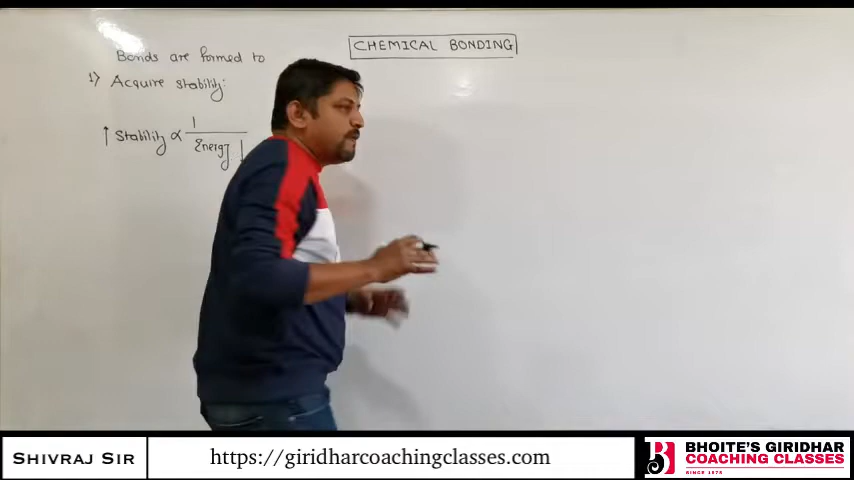 CHEMICAL BONDING
Bonds are formed to
1) Acquire stability:
↑ Stability ∝ 1 / Energy ↓
SHIVRAJ SIR
https://giridharcoachingclasses.com
BHOITE'S GIRIDHAR
COACHING CLASSES
SINCE 1975